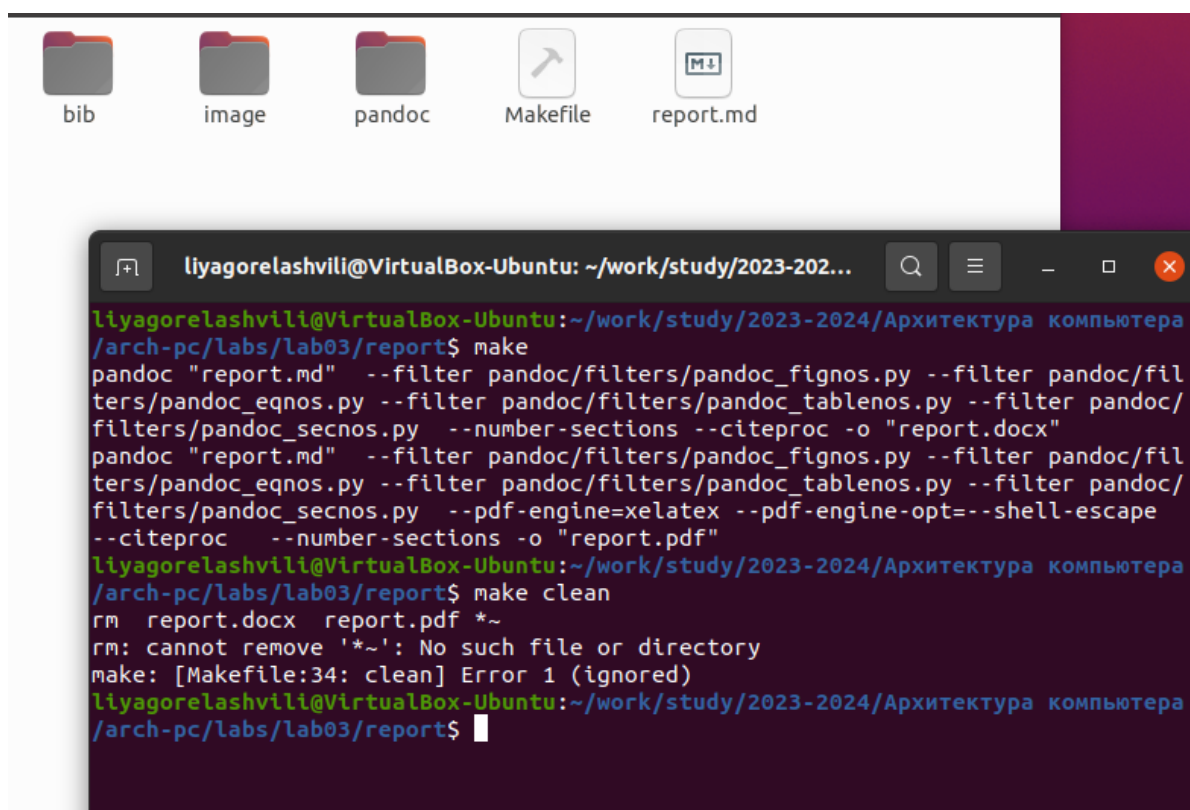 bib
image
pandoc
Makefile
M↓
report.md
liyagorelashvili@VirtualBox-Ubuntu: ~/work/study/2023-202...
liyagorelashvili@VirtualBox-Ubuntu:~/work/study/2023-2024/Архитектура компьютера
/arch-pc/labs/lab03/report$ make
pandoc "report.md"  --filter pandoc/filters/pandoc_fignos.py --filter pandoc/fil
ters/pandoc_eqnos.py --filter pandoc/filters/pandoc_tablenos.py --filter pandoc/
filters/pandoc_secnos.py  --number-sections --citeproc -o "report.docx"
pandoc "report.md"  --filter pandoc/filters/pandoc_fignos.py --filter pandoc/fil
ters/pandoc_eqnos.py --filter pandoc/filters/pandoc_tablenos.py --filter pandoc/
filters/pandoc_secnos.py  --pdf-engine=xelatex --pdf-engine-opt=--shell-escape
--citeproc   --number-sections -o "report.pdf"
liyagorelashvili@VirtualBox-Ubuntu:~/work/study/2023-2024/Архитектура компьютера
/arch-pc/labs/lab03/report$ make clean
rm  report.docx  report.pdf *~
rm: cannot remove '*~': No such file or directory
make: [Makefile:34: clean] Error 1 (ignored)
liyagorelashvili@VirtualBox-Ubuntu:~/work/study/2023-2024/Архитектура компьютера
/arch-pc/labs/lab03/report$